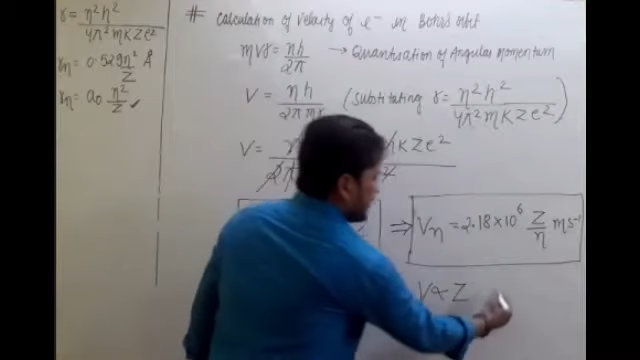 r = n²h² / 4π²mKZe²
rn = 0.529 n²/Z Å
rn = a₀ n²/Z ✓
# Calculation of Velocity of e⁻ in Bohr's orbit
mvr = nh/2π → Quantisation of Angular momentum
V = nh/2πmr (Substituting r = n²h² / 4π²mKZe²)
V = KZe²
⇒ Vn = 2.18 × 10⁶ Z/n ms⁻¹
V ∝ Z